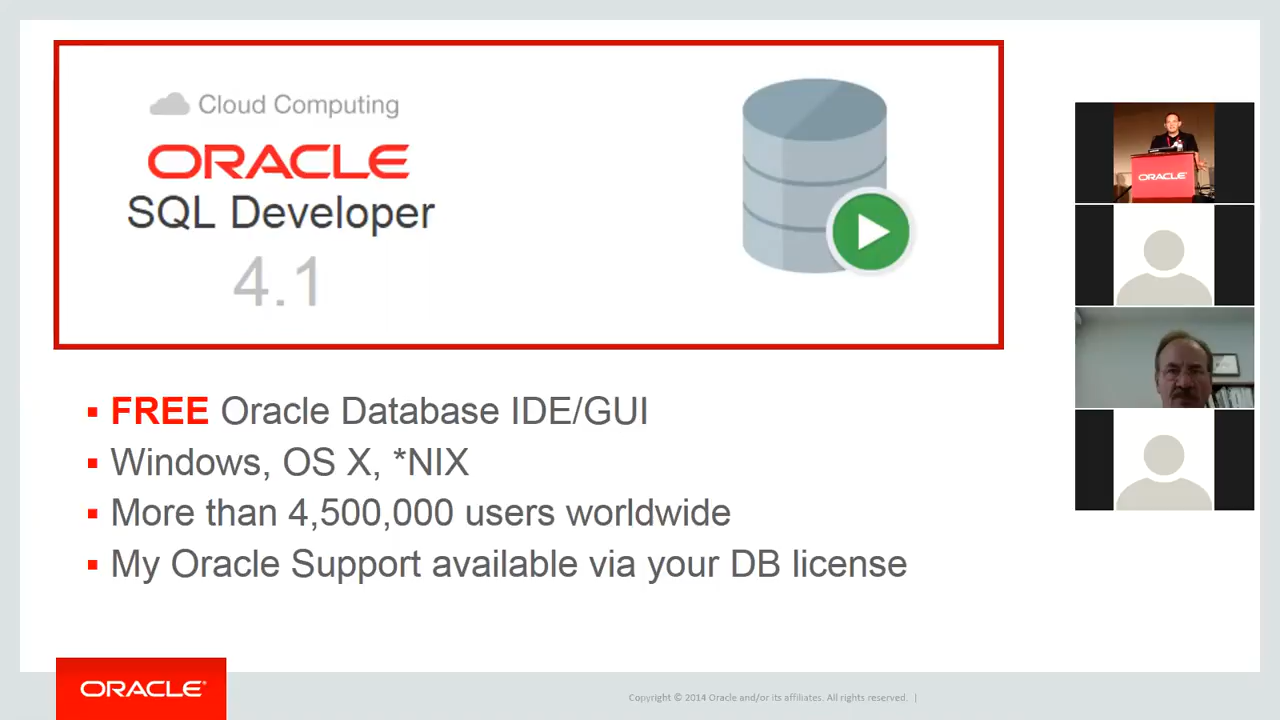 Cloud Computing
ORACLE
SQL Developer
4.1
ORACLE
▪ FREE Oracle Database IDE/GUI
▪ Windows, OS X, *NIX
▪ More than 4,500,000 users worldwide
▪ My Oracle Support available via your DB license
ORACLE®
Copyright © 2014 Oracle and/or its affiliates. All rights reserved. |